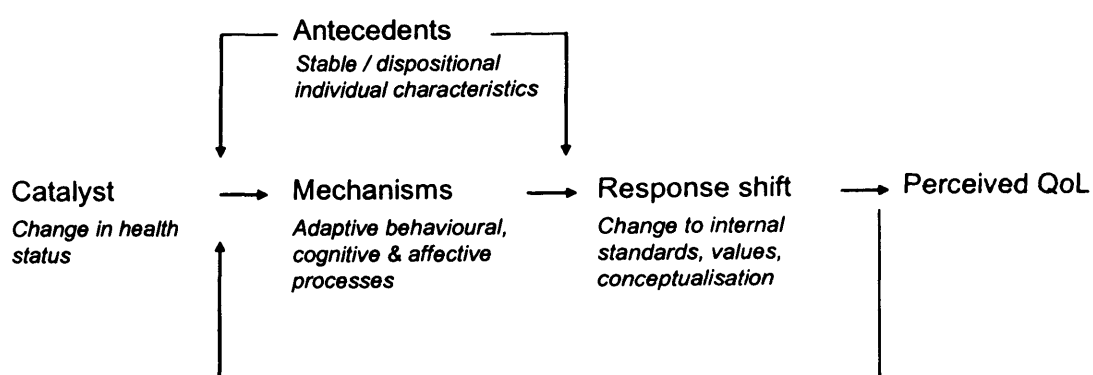 Antecedents
Stable / dispositional
individual characteristics
Catalyst
Change in health
status
Mechanisms
Adaptive behavioural,
cognitive & affective
processes
Response shift
Change to internal
standards, values,
conceptualisation
Perceived QoL